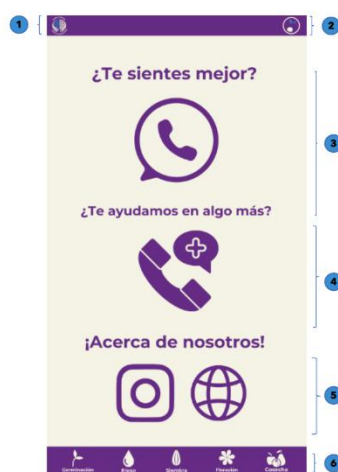 1
2
¿Te sientes mejor?
3
¿Te ayudamos en algo más?
4
¡Acerca de nosotros!
5
Germinación Riego Siembra Floración Cosecha
6